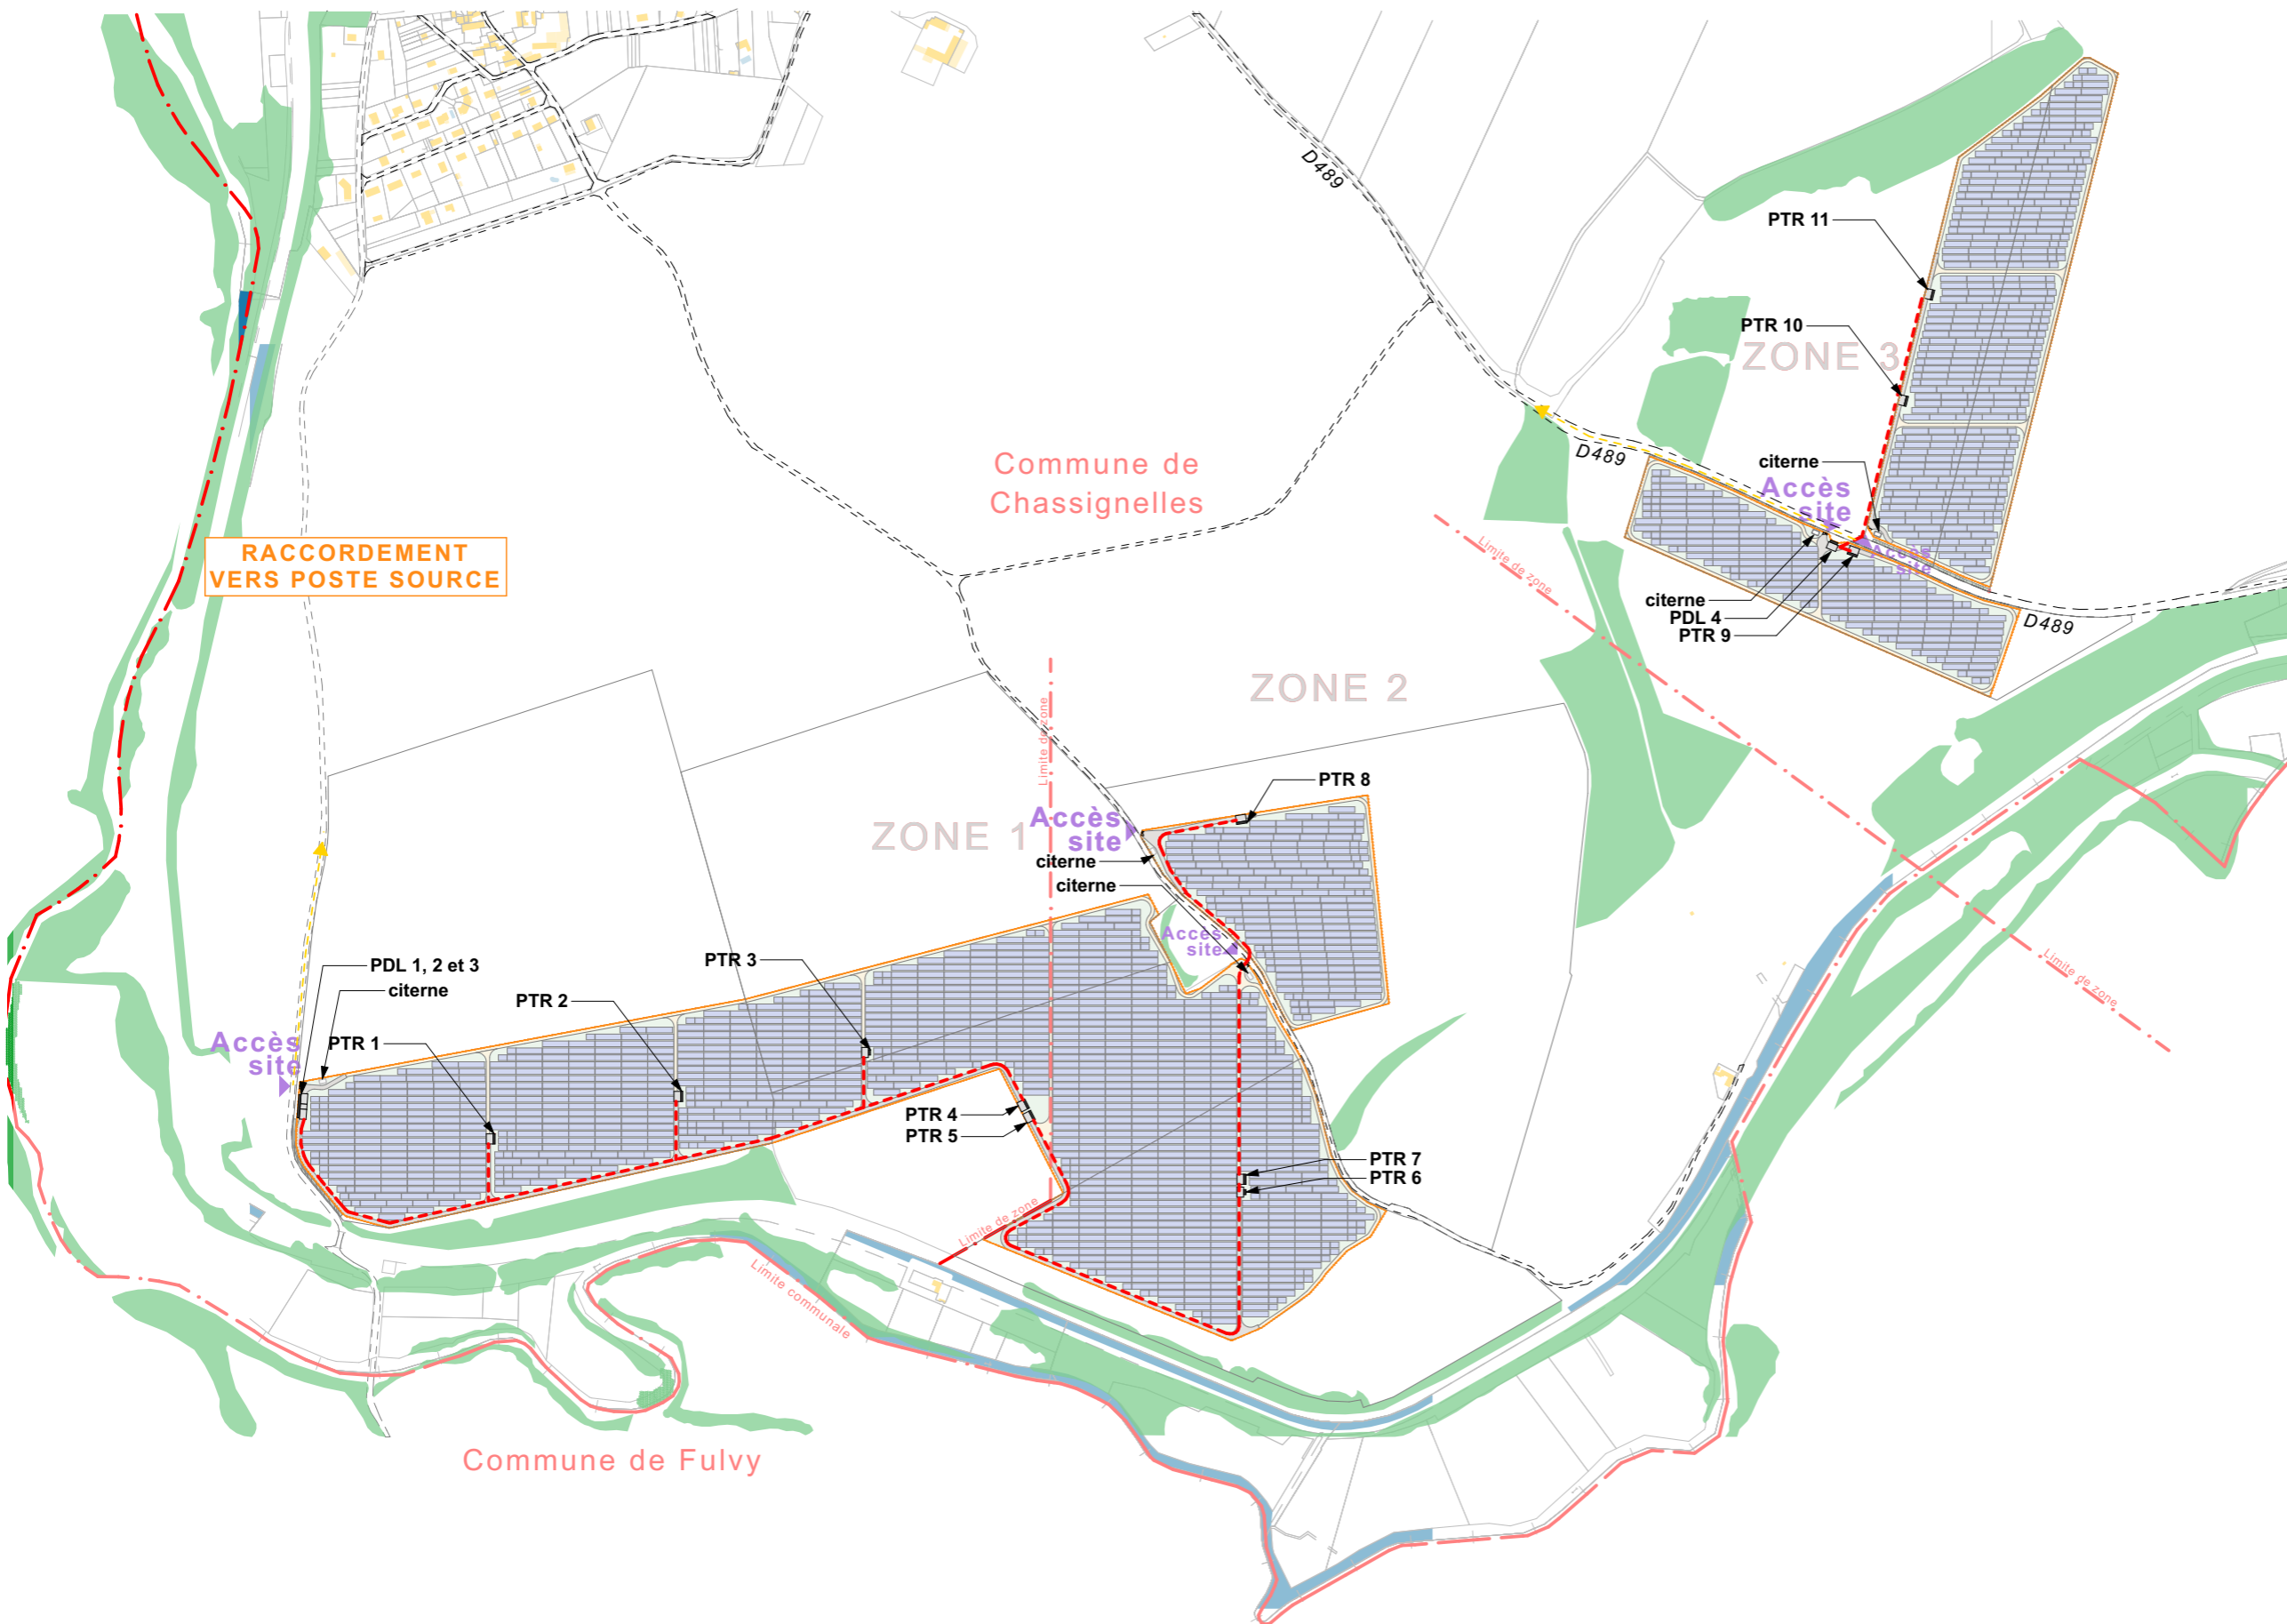 D489
PTR 11
PTR 10
ZONE 3
Commune de
Chassignelles
D489
citerne
Accès
site
Limite de zone
RACCORDEMENT
VERS POSTE SOURCE
Accès
site
citerne
PDL 4
PTR 9
D489
ZONE 2
Limite de zone
PTR 8
ZONE 1
Accès
site
citerne
citerne
Accès
site
PDL 1, 2 et 3
citerne
PTR 3
PTR 2
Limite de zone
Accès
site
PTR 1
PTR 4
PTR 5
PTR 7
PTR 6
Limite de zone
Limite communale
Commune de Fulvy